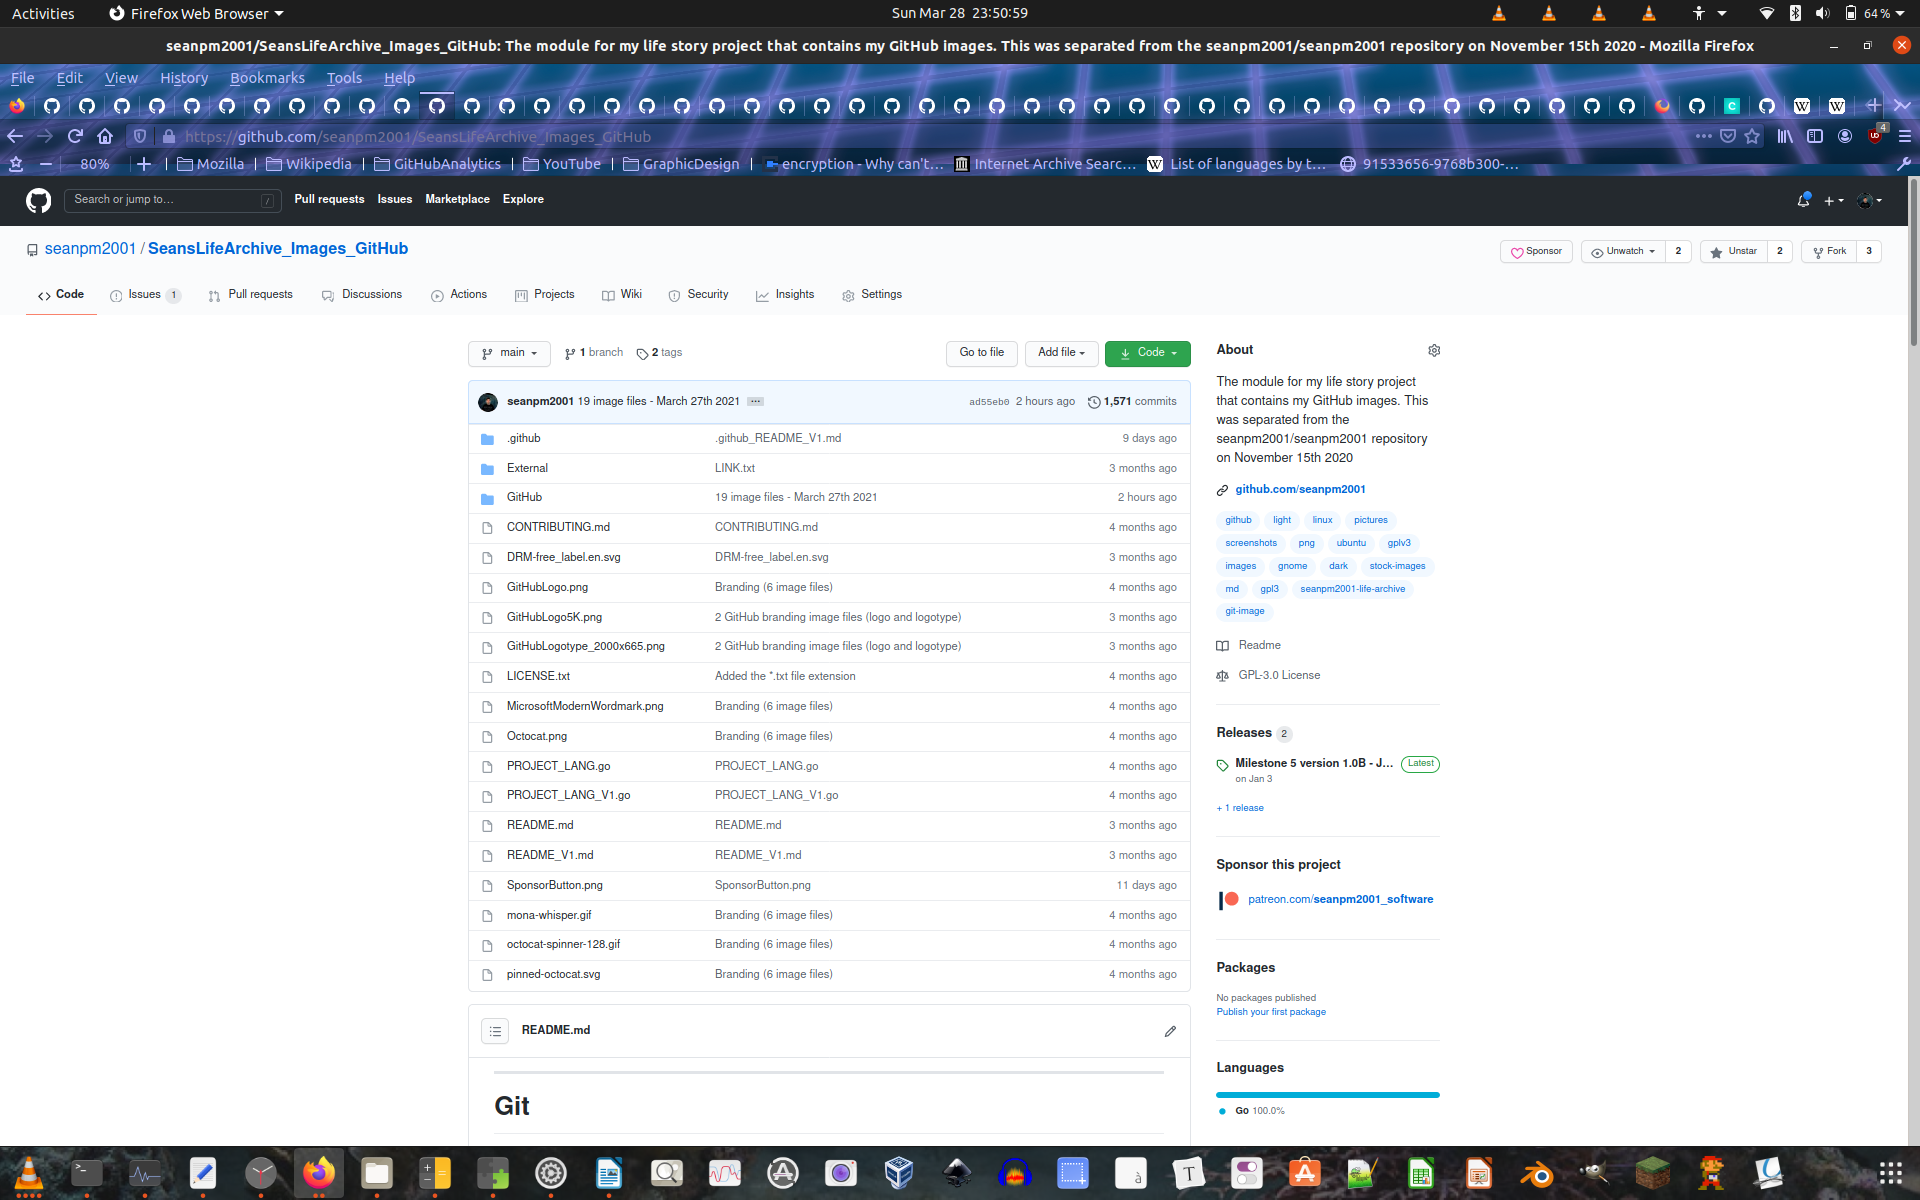 Activities Firefox Web Browser Sun Mar 28 23:50:59 64 %
seanpm2001/SeansLifeArchive_Images_GitHub: The module for my life story project that contains my GitHub images. This was separated from the seanpm2001/seanpm2001 repository on November 15th 2020 - Mozilla Firefox
File Edit View History Bookmarks Tools Help
https://github.com/seanpm2001/SeansLifeArchive_Images_GitHub 4
80% Mozilla Wikipedia GitHubAnalytics YouTube GraphicDesign encryption - Why can't… Internet Archive Searc… List of languages by t… 91533656-9768b300-…
Search or jump to… / Pull requests Issues Marketplace Explore
seanpm2001 / SeansLifeArchive_Images_GitHub Sponsor Unwatch 2 Unstar 2 Fork 3
Code Issues 1 Pull requests Discussions Actions Projects Wiki Security Insights Settings
main 1 branch 2 tags Go to file Add file Code
seanpm2001 19 image files - March 27th 2021 ad55eb0 2 hours ago 1,571 commits
.github .github_README_V1.md 9 days ago
External LINK.txt 3 months ago
GitHub 19 image files - March 27th 2021 2 hours ago
CONTRIBUTING.md CONTRIBUTING.md 4 months ago
DRM-free_label.en.svg DRM-free_label.en.svg 3 months ago
GitHubLogo.png Branding (6 image files) 4 months ago
GitHubLogo5K.png 2 GitHub branding image files (logo and logotype) 3 months ago
GitHubLogotype_2000x665.png 2 GitHub branding image files (logo and logotype) 3 months ago
LICENSE.txt Added the *.txt file extension 4 months ago
MicrosoftModernWordmark.png Branding (6 image files) 4 months ago
Octocat.png Branding (6 image files) 4 months ago
PROJECT_LANG.go PROJECT_LANG.go 4 months ago
PROJECT_LANG_V1.go PROJECT_LANG_V1.go 4 months ago
README.md README.md 3 months ago
README_V1.md README_V1.md 3 months ago
SponsorButton.png SponsorButton.png 11 days ago
mona-whisper.gif Branding (6 image files) 4 months ago
octocat-spinner-128.gif Branding (6 image files) 4 months ago
pinned-octocat.svg Branding (6 image files) 4 months ago
README.md
Git
About
The module for my life story project
that contains my GitHub images. This
was separated from the
seanpm2001/seanpm2001 repository
on November 15th 2020
github.com/seanpm2001
github light linux pictures
screenshots png ubuntu gplv3
images gnome dark stock-images
md gpl3 seanpm2001-life-archive
git-image
Readme
GPL-3.0 License
Releases 2
Milestone 5 version 1.0B - J… Latest
on Jan 3
+ 1 release
Sponsor this project
patreon.com/seanpm2001_software
Packages
No packages published
Publish your first package
Languages
Go 100.0%